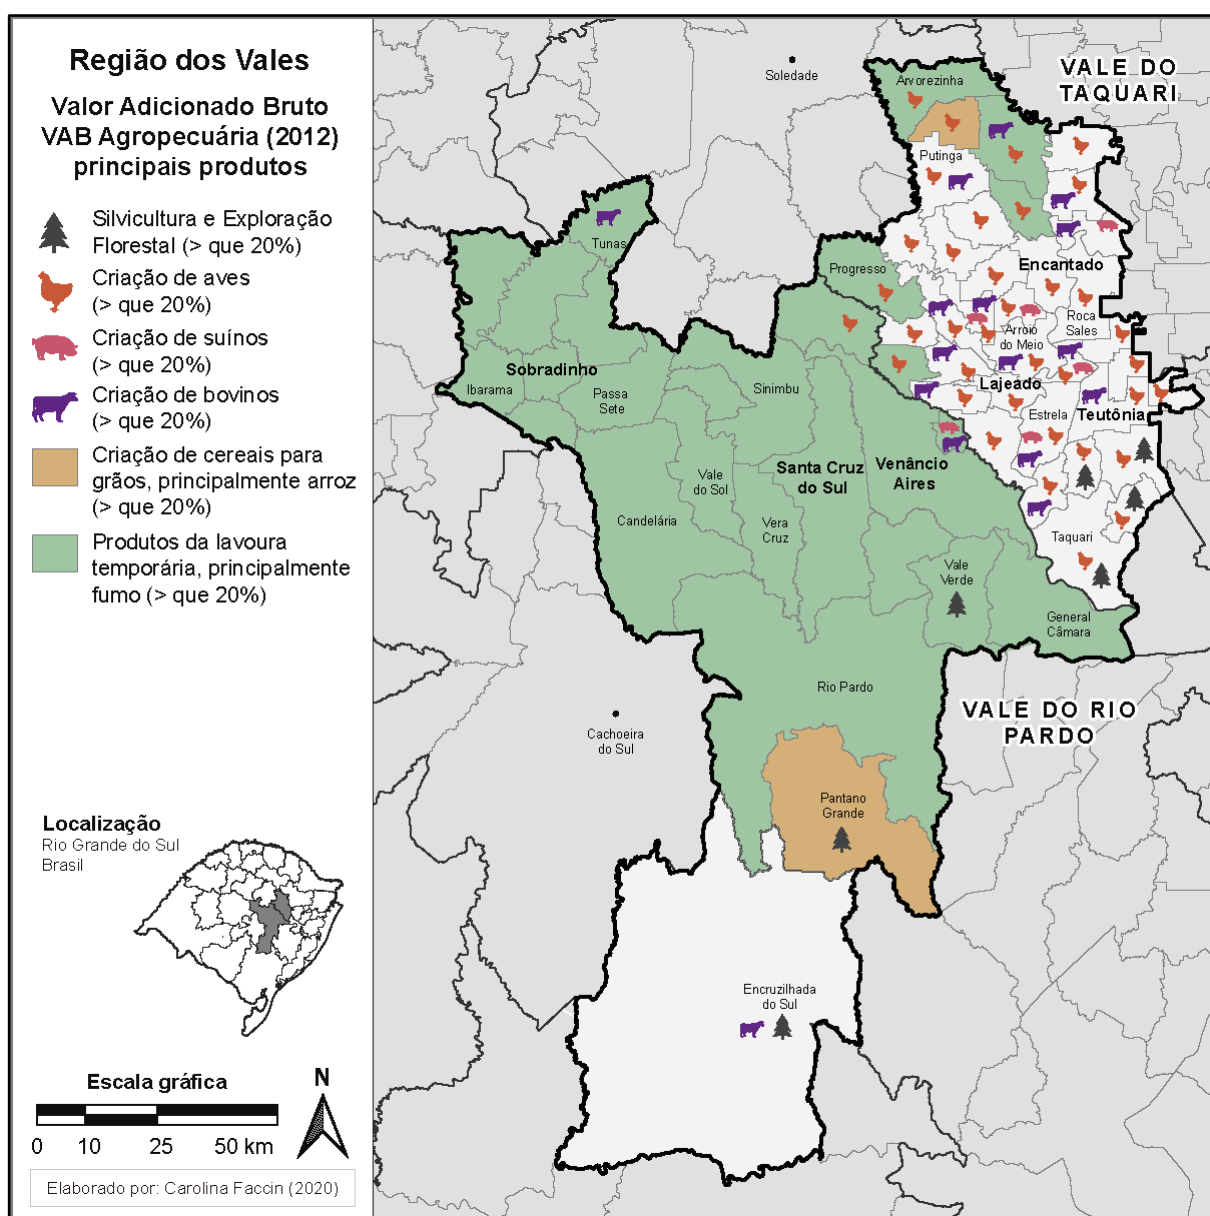 Região dos Vales
Valor Adicionado Bruto
VAB Agropecuária (2012)
principais produtos
Silvicultura e Exploração
Florestal (> que 20%)
Criação de aves
(> que 20%)
Criação de suínos
(> que 20%)
Criação de bovinos
(> que 20%)
Criação de cereais para
grãos, principalmente arroz
(> que 20%)
Produtos da lavoura
temporária, principalmente
fumo (> que 20%)
Localização
Rio Grande do Sul
Brasil
Escala gráfica
N
0 10 25 50 km
Elaborado por: Carolina Faccin (2020)
Soledade
Arvorezinha
VALE DO
TAQUARI
Putinga
Tunas
Progresso
Encantado
Roca
Sales
Arroio
do Meio
Sobradinho
Ibarama
Passa
Sete
Sinimbu
Lajeado
Estrela
Teutônia
Vale
do Sol
Santa Cruz
do Sul
Venâncio
Aires
Candelária
Vera
Cruz
Taquari
Vale
Verde
General
Câmara
Rio Pardo
VALE DO RIO
PARDO
Cachoeira
do Sul
Pantano
Grande
Encruzilhada
do Sul